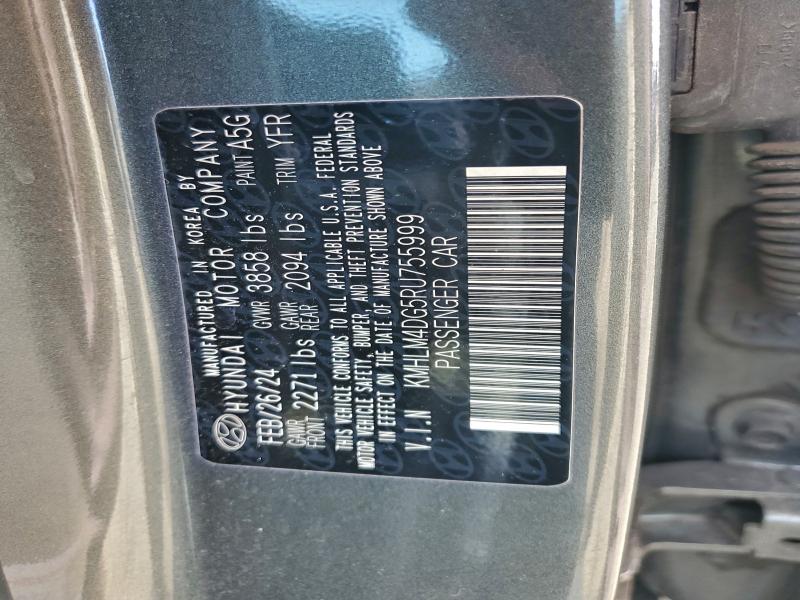 MANUFACTURED IN KOREA BY
HYUNDAI MOTOR COMPANY
FEB/26/24 GVWR 3858 lbs PAINT A5G
GAWR FRONT 2271 lbs GAWR REAR 2094 lbs TRIM YFR
THIS VEHICLE CONFORMS TO ALL APPLICABLE U.S.A. FEDERAL
MOTOR VEHICLE SAFETY, BUMPER, AND THEFT PREVENTION STANDARDS
IN EFFECT ON THE DATE OF MANUFACTURE SHOWN ABOVE
V.I.N KMHLM4DG5RU755999
PASSENGER CAR